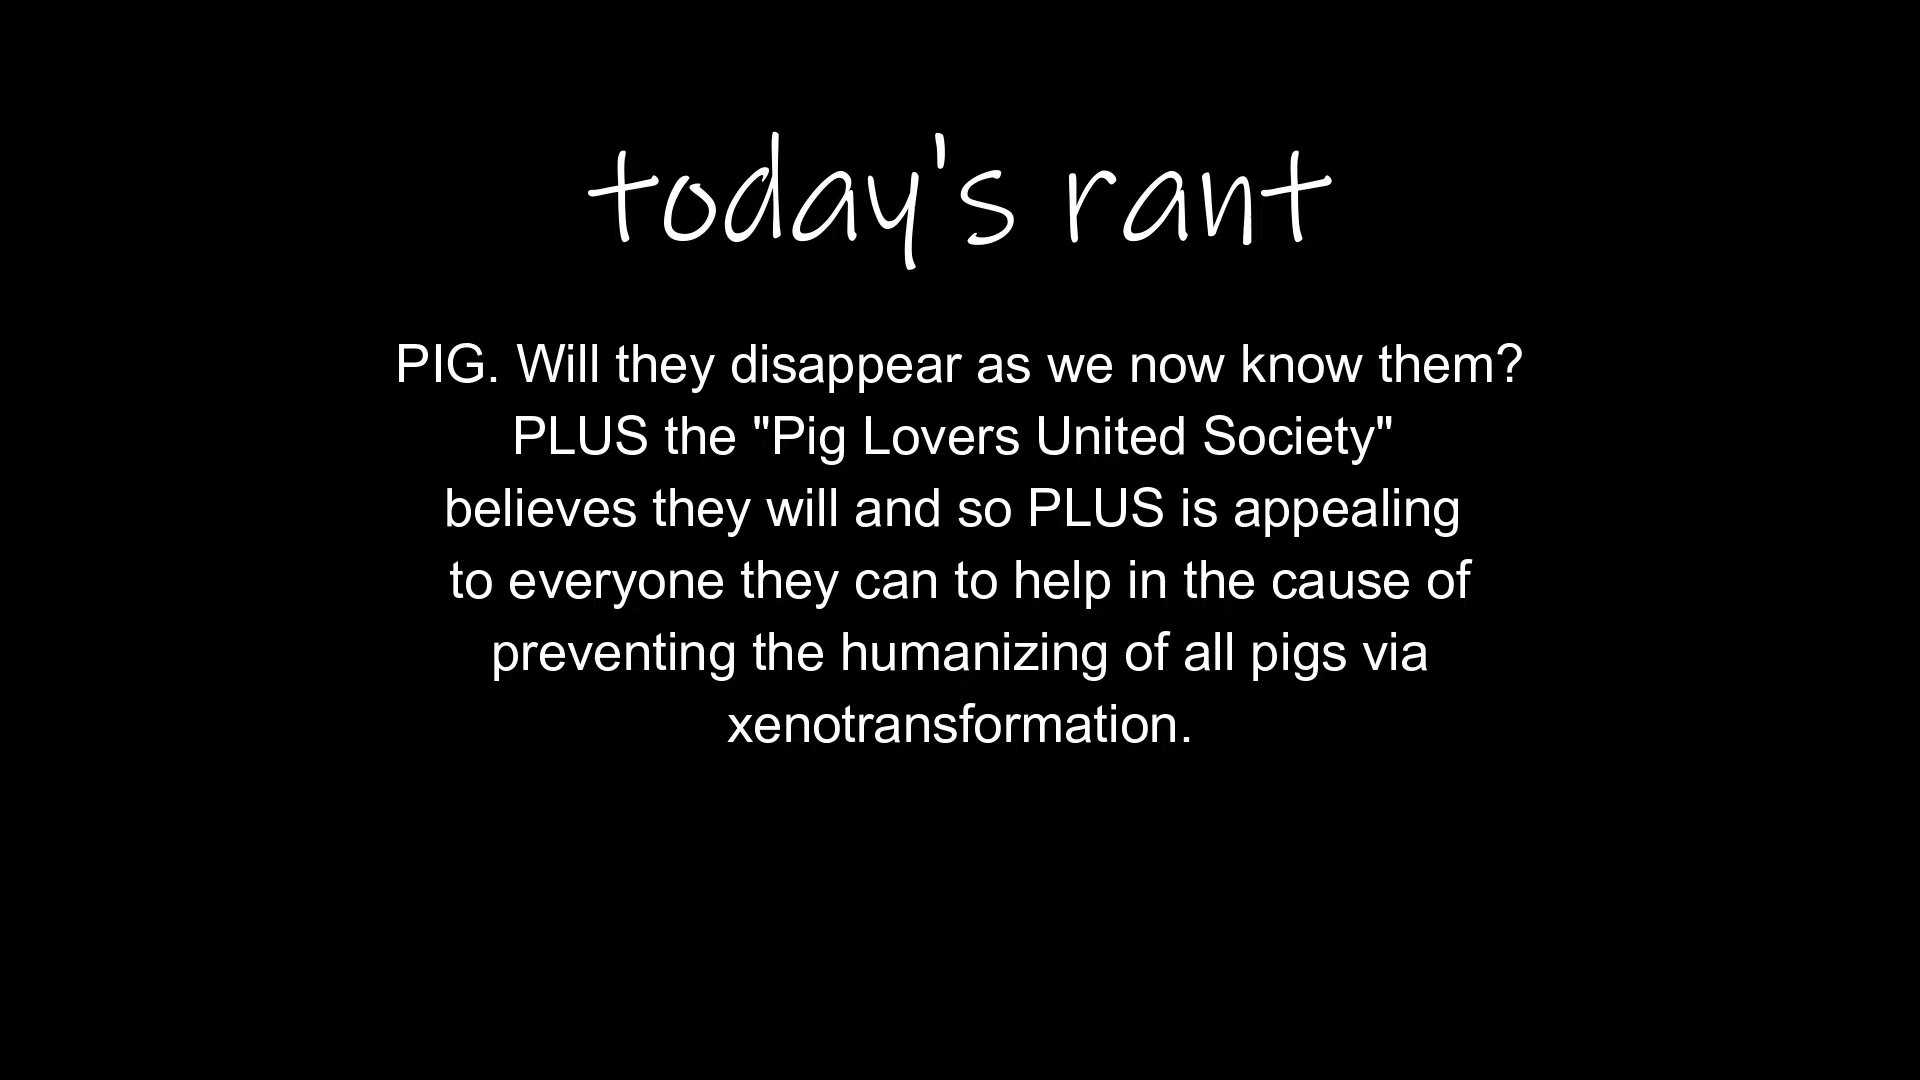 today's rant
PIG. Will they disappear as we now know them?
PLUS the "Pig Lovers United Society"
believes they will and so PLUS is appealing
to everyone they can to help in the cause of
preventing the humanizing of all pigs via
xenotransformation.